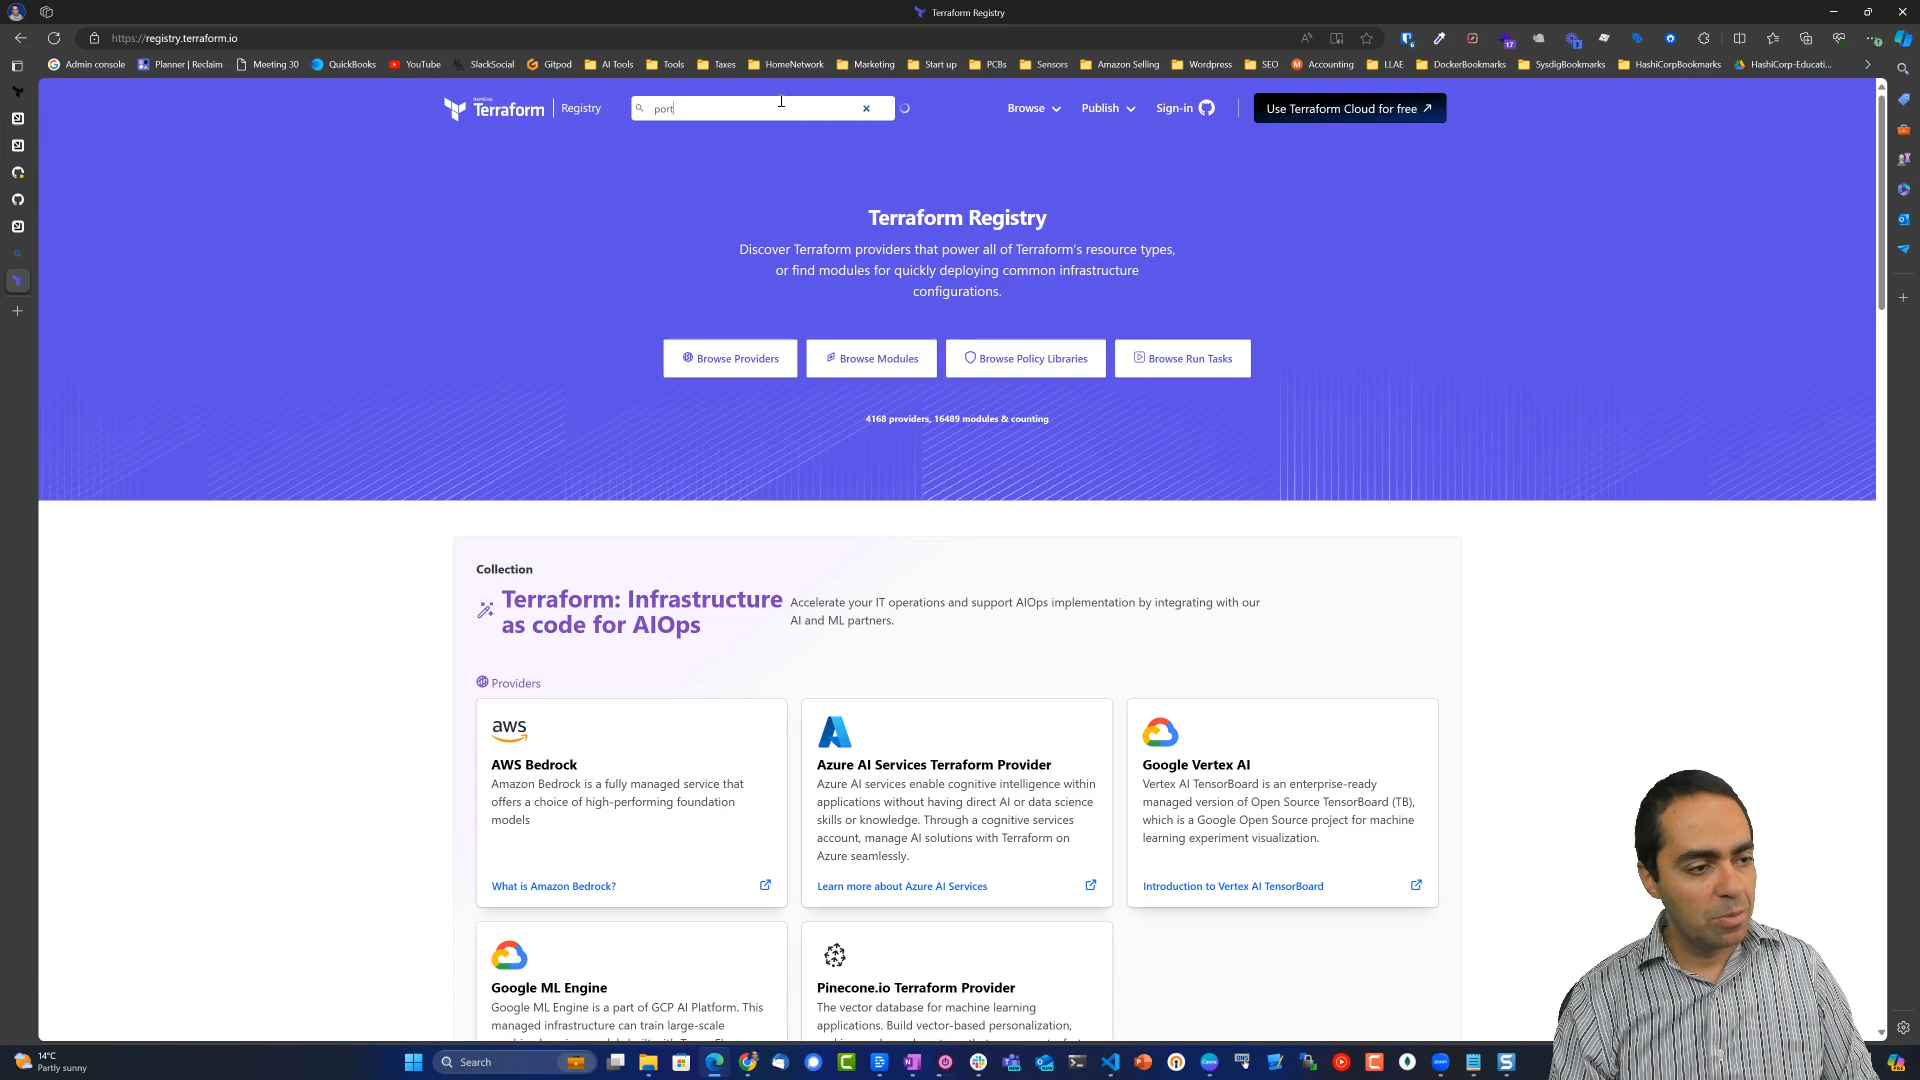 Terraform Registry
https://registry.terraform.io
6
17
3
Admin console
Planner | Reclaim
Meeting 30
QuickBooks
YouTube
SlackSocial
Gitpod
AI Tools
Tools
Taxes
HomeNetwork
Marketing
Start up
PCBs
Sensors
Amazon Selling
Wordpress
SEO
Accounting
LLAE
DockerBookmarks
SysdigBookmarks
HashiCorpBookmarks
HashiCorp-Educati...
HashiCorp
Terraform
Registry
port
Browse
Publish
Sign-in
Use Terraform Cloud for free
Terraform Registry
Discover Terraform providers that power all of Terraform's resource types,
or find modules for quickly deploying common infrastructure
configurations.
Browse Providers
Browse Modules
Browse Policy Libraries
Browse Run Tasks
4168 providers, 16489 modules & counting
Collection
Terraform: Infrastructure
as code for AIOps
Accelerate your IT operations and support AIOps implementation by integrating with our
AI and ML partners.
Providers
aws
AWS Bedrock
Amazon Bedrock is a fully managed service that
offers a choice of high-performing foundation
models
What is Amazon Bedrock?
Azure AI Services Terraform Provider
Azure AI services enable cognitive intelligence within
applications without having direct AI or data science
skills or knowledge. Through a cognitive services
account, manage AI solutions with Terraform on
Azure seamlessly.
Learn more about Azure AI Services
Google Vertex AI
Vertex AI TensorBoard is an enterprise-ready
managed version of Open Source TensorBoard (TB),
which is a Google Open Source project for machine
learning experiment visualization.
Introduction to Vertex AI TensorBoard
Google ML Engine
Google ML Engine is a part of GCP AI Platform. This
managed infrastructure can train large-scale
Pinecone.io Terraform Provider
The vector database for machine learning
applications. Build vector-based personalization,
14°C
Partly sunny
Search